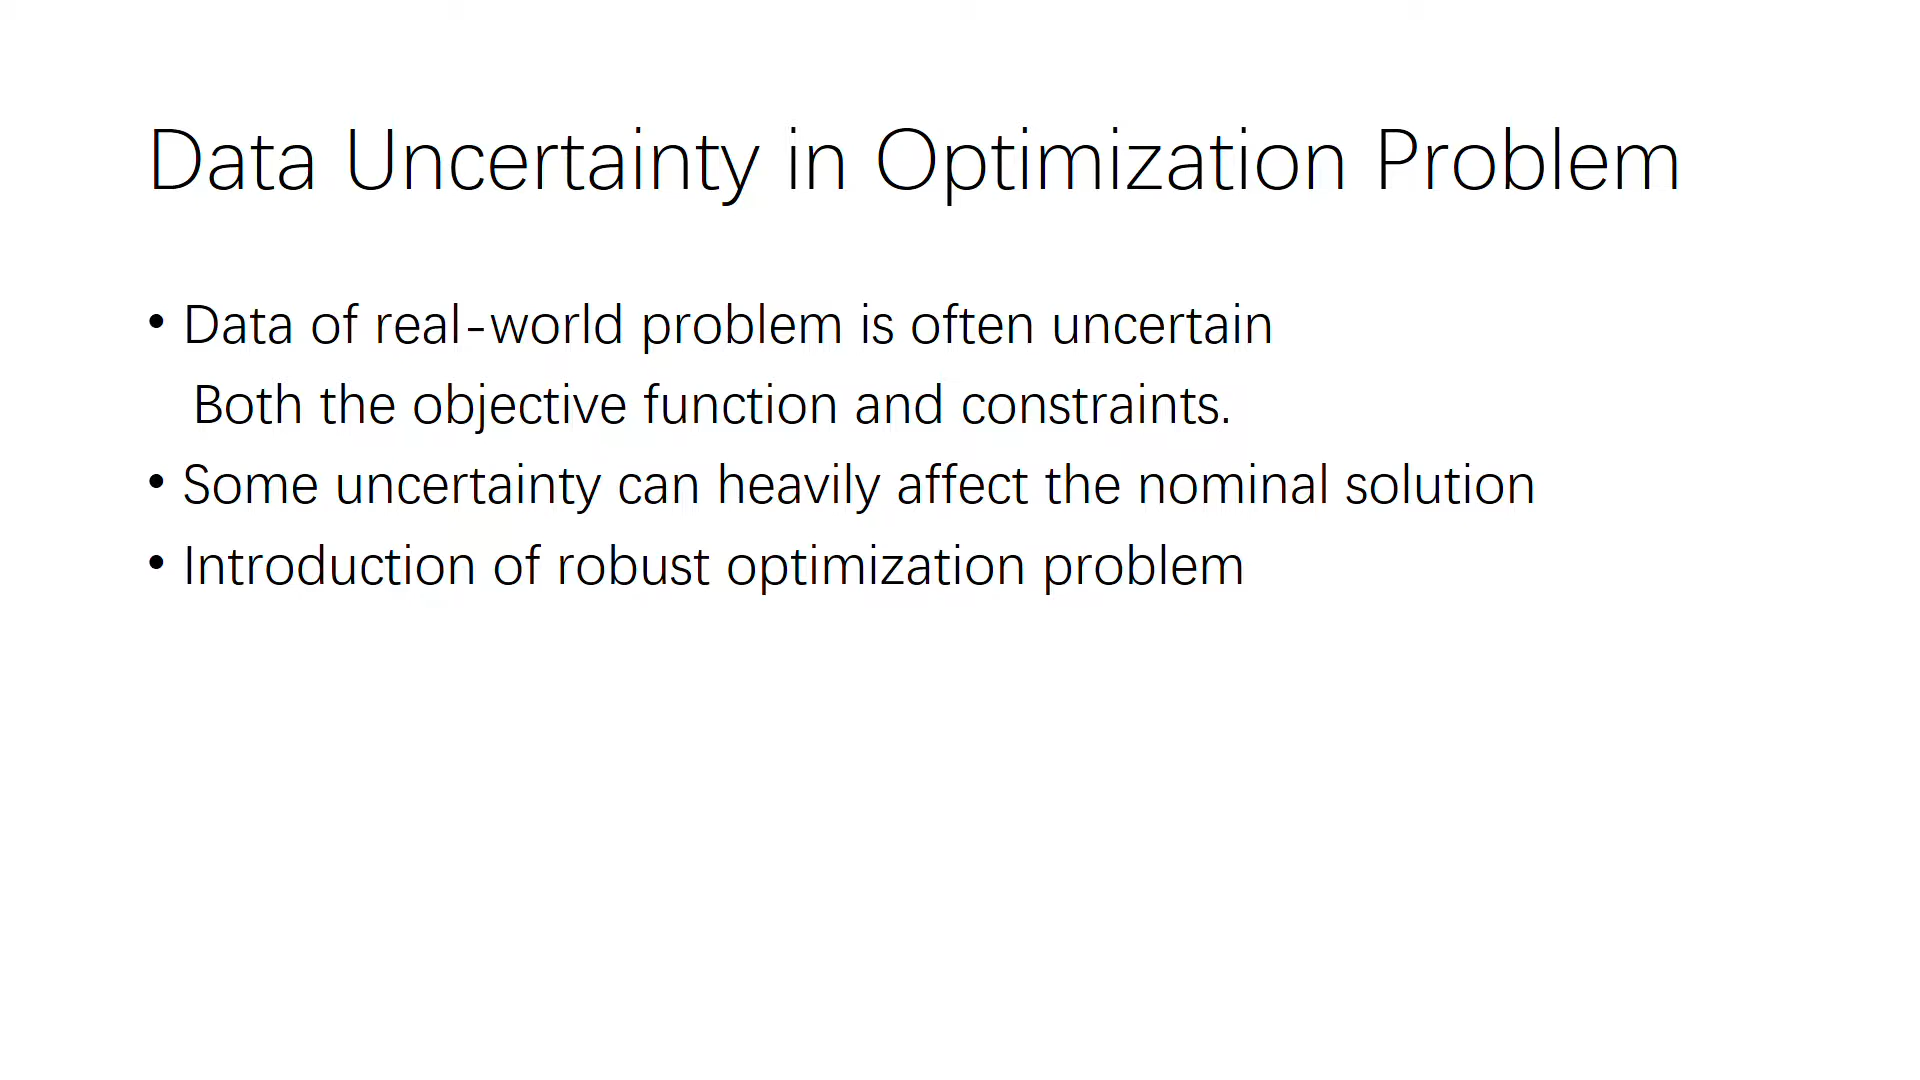 Data Uncertainty in Optimization Problem
• Data of real-world problem is often uncertain
Both the objective function and constraints.
• Some uncertainty can heavily affect the nominal solution
• Introduction of robust optimization problem